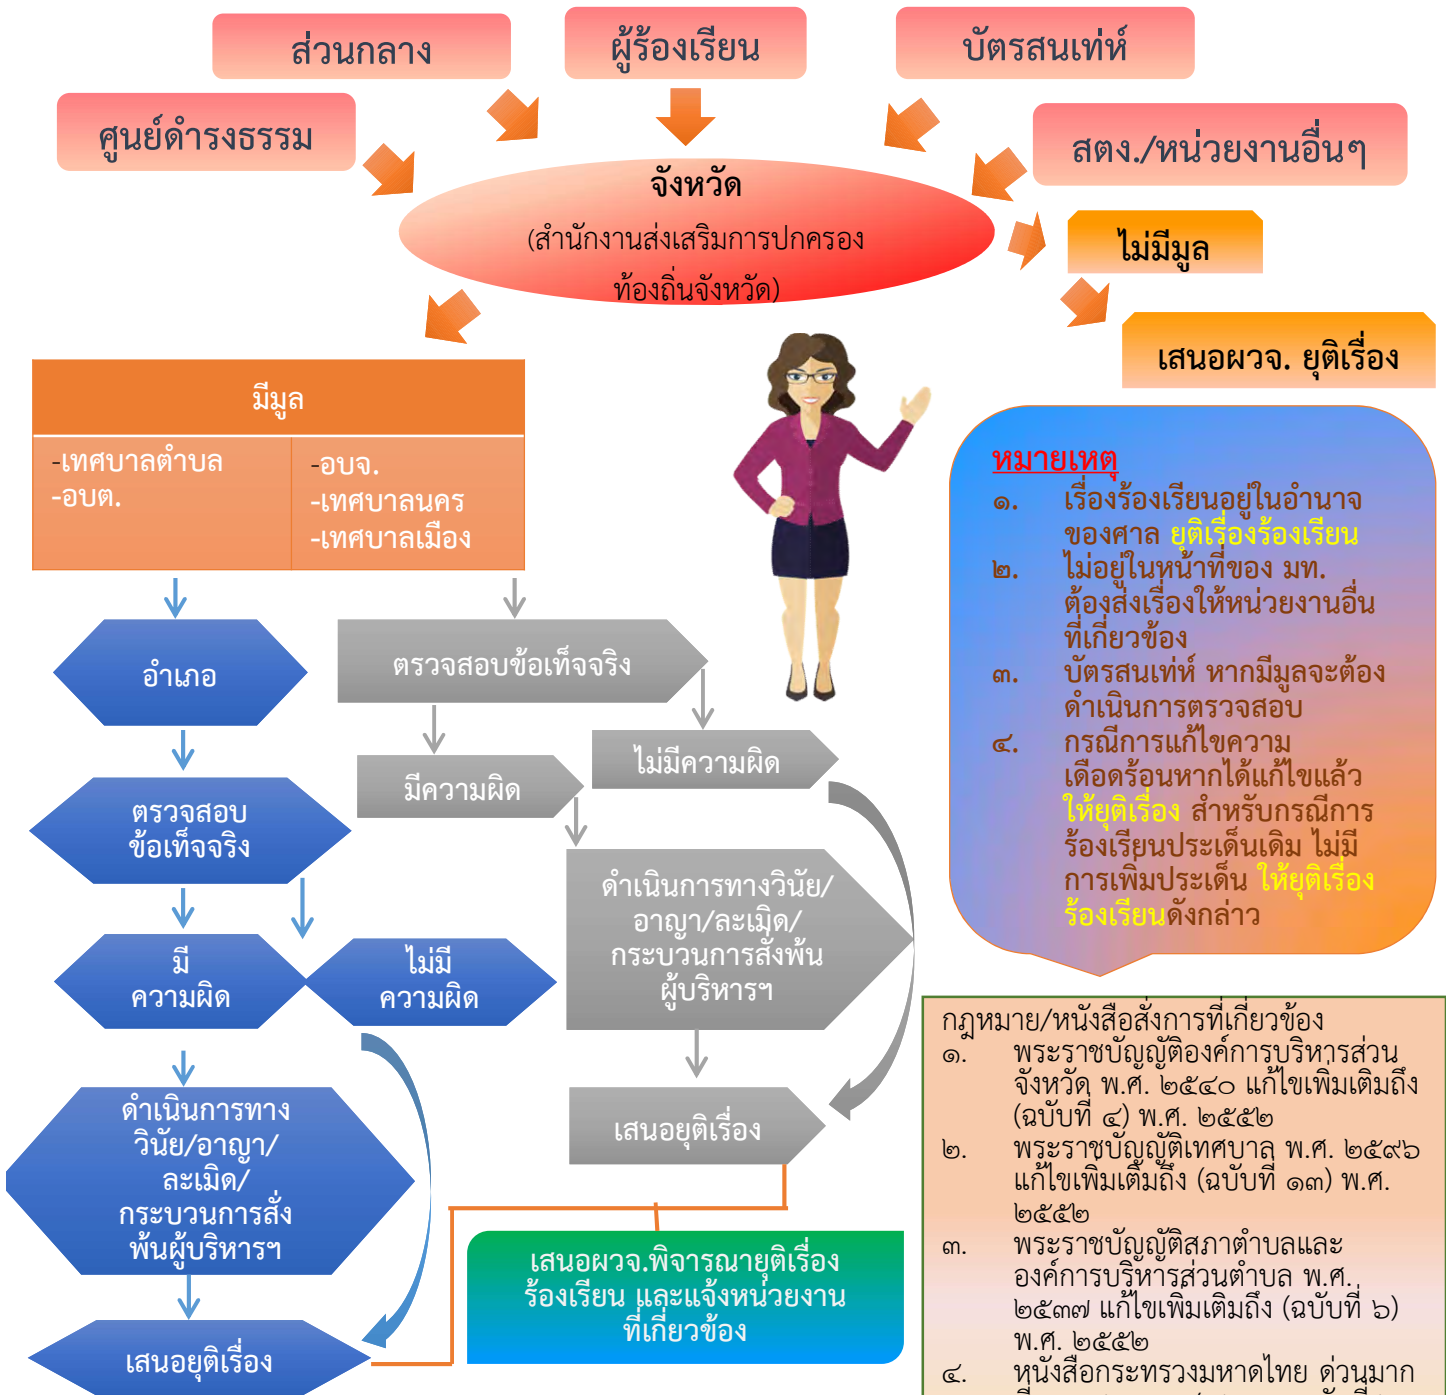 ส่วนกลาง
ผู้ร้องเรียน
บัตรสนเท่ห์
ศูนย์ดำรงธรรม
สตง./หน่วยงานอื่นๆ
จังหวัด
(สำนักงานส่งเสริมการปกครอง
ท้องถิ่นจังหวัด)
ไม่มีมูล
เสนอผวจ. ยุติเรื่อง
มีมูล
-เทศบาลตำบล
-อบต.
-อบจ.
-เทศบาลนคร
-เทศบาลเมือง
อำเภอ
ตรวจสอบข้อเท็จจริง
มีความผิด
ไม่มีความผิด
ตรวจสอบ
ข้อเท็จจริง
ดำเนินการทางวินัย/
อาญา/ละเมิด/
กระบวนการสั่งพ้น
ผู้บริหารฯ
มี
ความผิด
ไม่มี
ความผิด
ดำเนินการทาง
วินัย/อาญา/
ละเมิด/
กระบวนการสั่ง
พ้นผู้บริหารฯ
เสนอยุติเรื่อง
เสนอยุติเรื่อง
เสนอผวจ.พิจารณายุติเรื่อง
ร้องเรียน และแจ้งหน่วยงาน
ที่เกี่ยวข้อง
หมายเหตุ
๑. เรื่องร้องเรียนอยู่ในอำนาจ
ของศาล ยุติเรื่องร้องเรียน
๒. ไม่อยู่ในหน้าที่ของ มท.
ต้องส่งเรื่องให้หน่วยงานอื่น
ที่เกี่ยวข้อง
๓. บัตรสนเท่ห์ หากมีมูลจะต้อง
ดำเนินการตรวจสอบ
๔. กรณีการแก้ไขความ
เดือดร้อนหากได้แก้ไขแล้ว
ให้ยุติเรื่อง สำหรับกรณีการ
ร้องเรียนประเด็นเดิม ไม่มี
การเพิ่มประเด็น ให้ยุติเรื่อง
ร้องเรียนดังกล่าว
กฎหมาย/หนังสือสั่งการที่เกี่ยวข้อง
๑. พระราชบัญญัติองค์การบริหารส่วน
จังหวัด พ.ศ. ๒๕๔๐ แก้ไขเพิ่มเติมถึง
(ฉบับที่ ๔) พ.ศ. ๒๕๕๒
๒. พระราชบัญญัติเทศบาล พ.ศ. ๒๕๙๖
แก้ไขเพิ่มเติมถึง (ฉบับที่ ๑๓) พ.ศ.
๒๕๕๒
๓. พระราชบัญญัติสภาตำบลและ
องค์การบริหารส่วนตำบล พ.ศ.
๒๕๓๗ แก้ไขเพิ่มเติมถึง (ฉบับที่ ๖)
พ.ศ. ๒๕๕๒
๔. หนังสือกระทรวงมหาดไทย ด่วนมาก